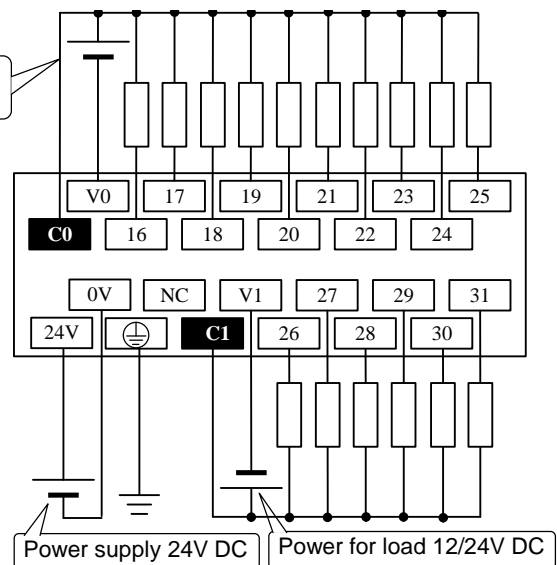 V0 17 19 21 23 25
C0 16 18 20 22 24
0V NC V1 27 29 31
24V C1 26 28 30
Power supply 24V DC
Power for load 12/24V DC